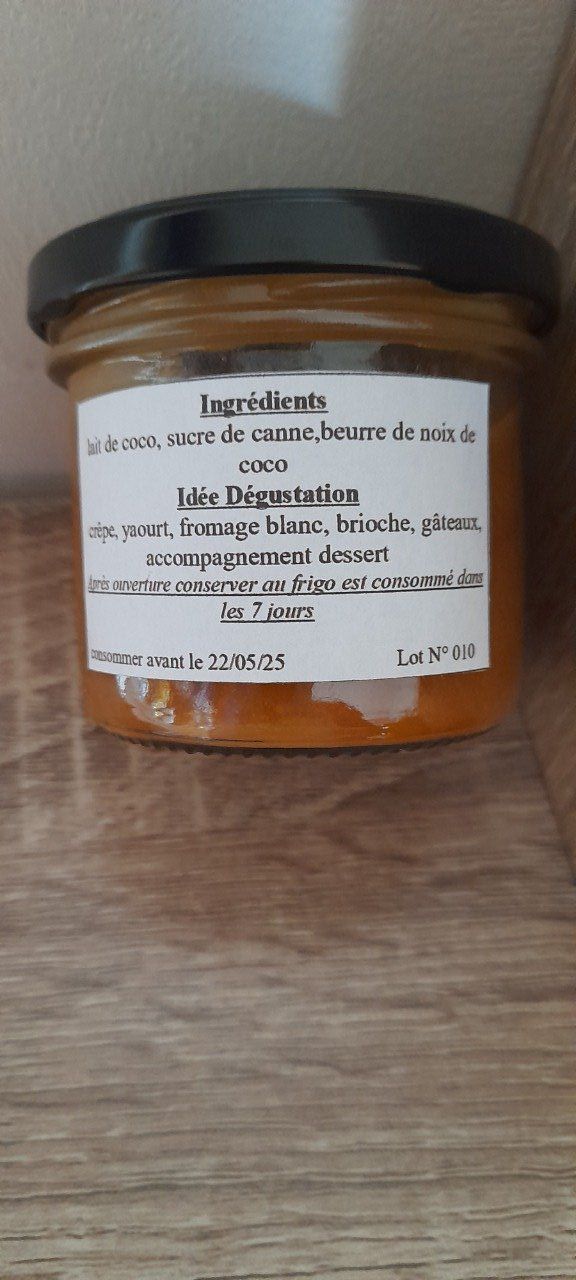 Ingrédients
lait de coco, sucre de canne,beurre de noix de
coco
Idée Dégustation
crêpe, yaourt, fromage blanc, brioche, gâteaux,
accompagnement dessert
Après ouverture conserver au frigo est consommé dans
les 7 jours
consommer avant le 22/05/25 Lot N° 010